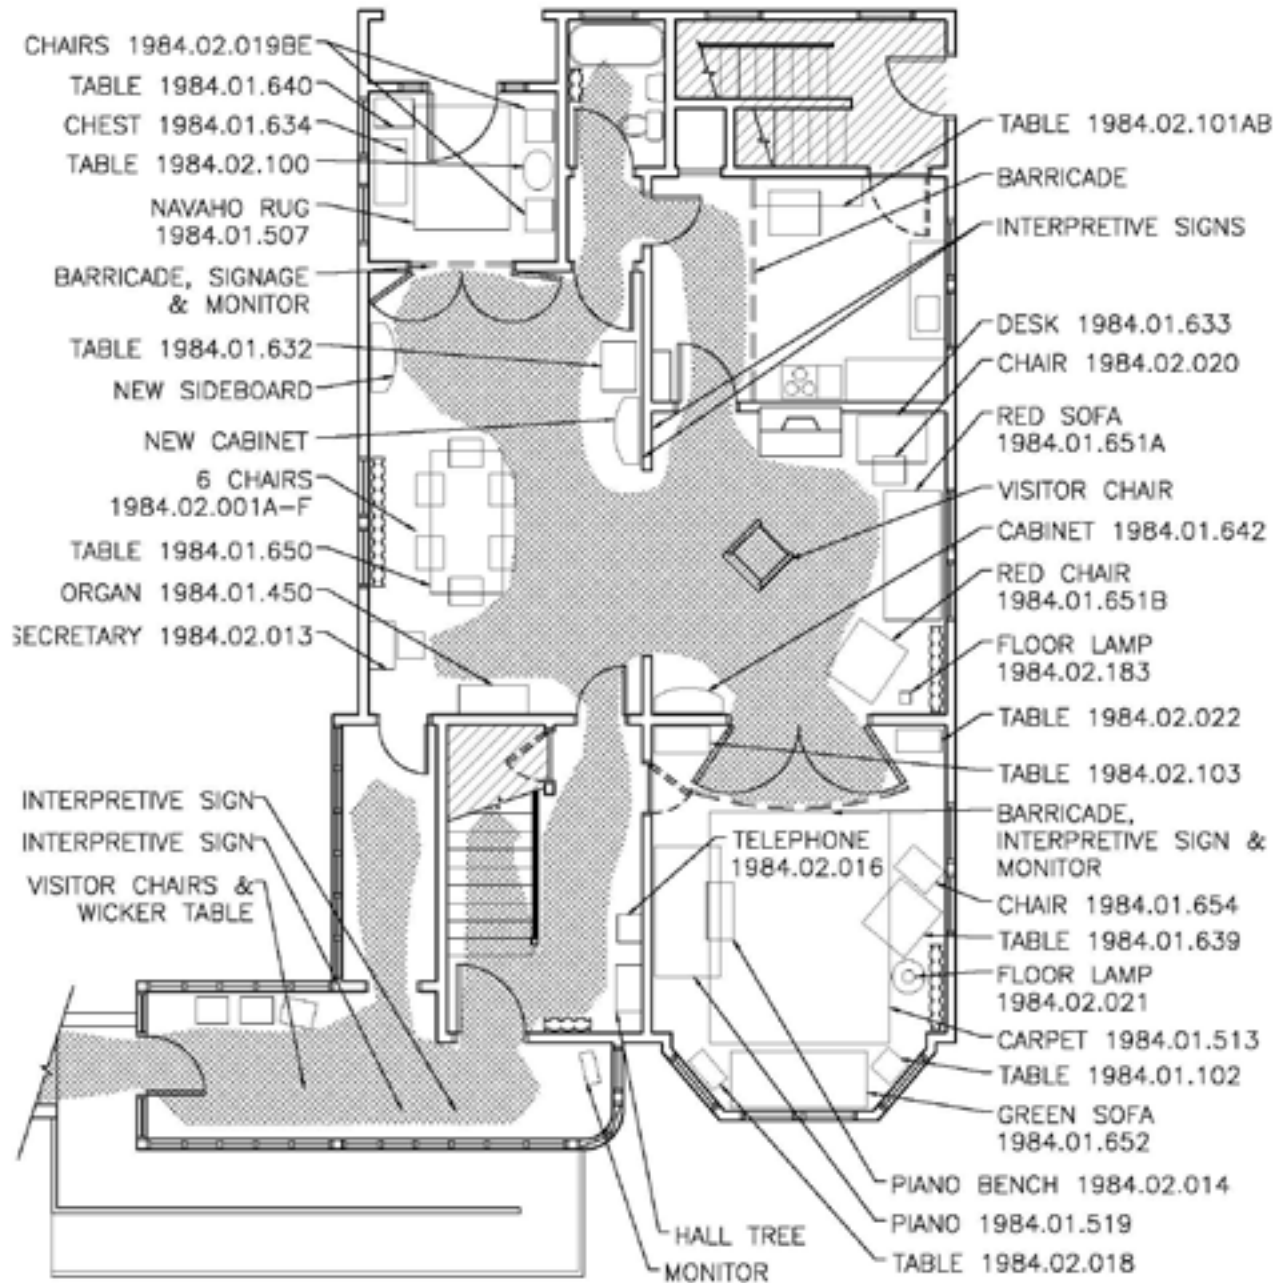 CHAIRS 1984.02.019BE
TABLE 1984.01.640
CHEST 1984.01.634
TABLE 1984.02.100
NAVAHO RUG
1984.01.507
BARRICADE, SIGNAGE
& MONITOR
TABLE 1984.01.632
NEW SIDEBOARD
NEW CABINET
6 CHAIRS
1984.02.001A-F
TABLE 1984.01.650
ORGAN 1984.01.450
SECRETARY 1984.02.013
INTERPRETIVE SIGN
INTERPRETIVE SIGN
VISITOR CHAIRS &
WICKER TABLE
TABLE 1984.02.101AB
BARRICADE
INTERPRETIVE SIGNS
DESK 1984.01.633
CHAIR 1984.02.020
RED SOFA
1984.01.651A
VISITOR CHAIR
CABINET 1984.01.642
RED CHAIR
1984.01.651B
FLOOR LAMP
1984.02.183
TABLE 1984.02.022
TABLE 1984.02.103
BARRICADE,
INTERPRETIVE SIGN &
MONITOR
TELEPHONE
1984.02.016
CHAIR 1984.01.654
TABLE 1984.01.639
FLOOR LAMP
1984.02.021
CARPET 1984.01.513
TABLE 1984.01.102
GREEN SOFA
1984.01.652
PIANO BENCH 1984.02.014
PIANO 1984.01.519
TABLE 1984.02.018
HALL TREE
MONITOR